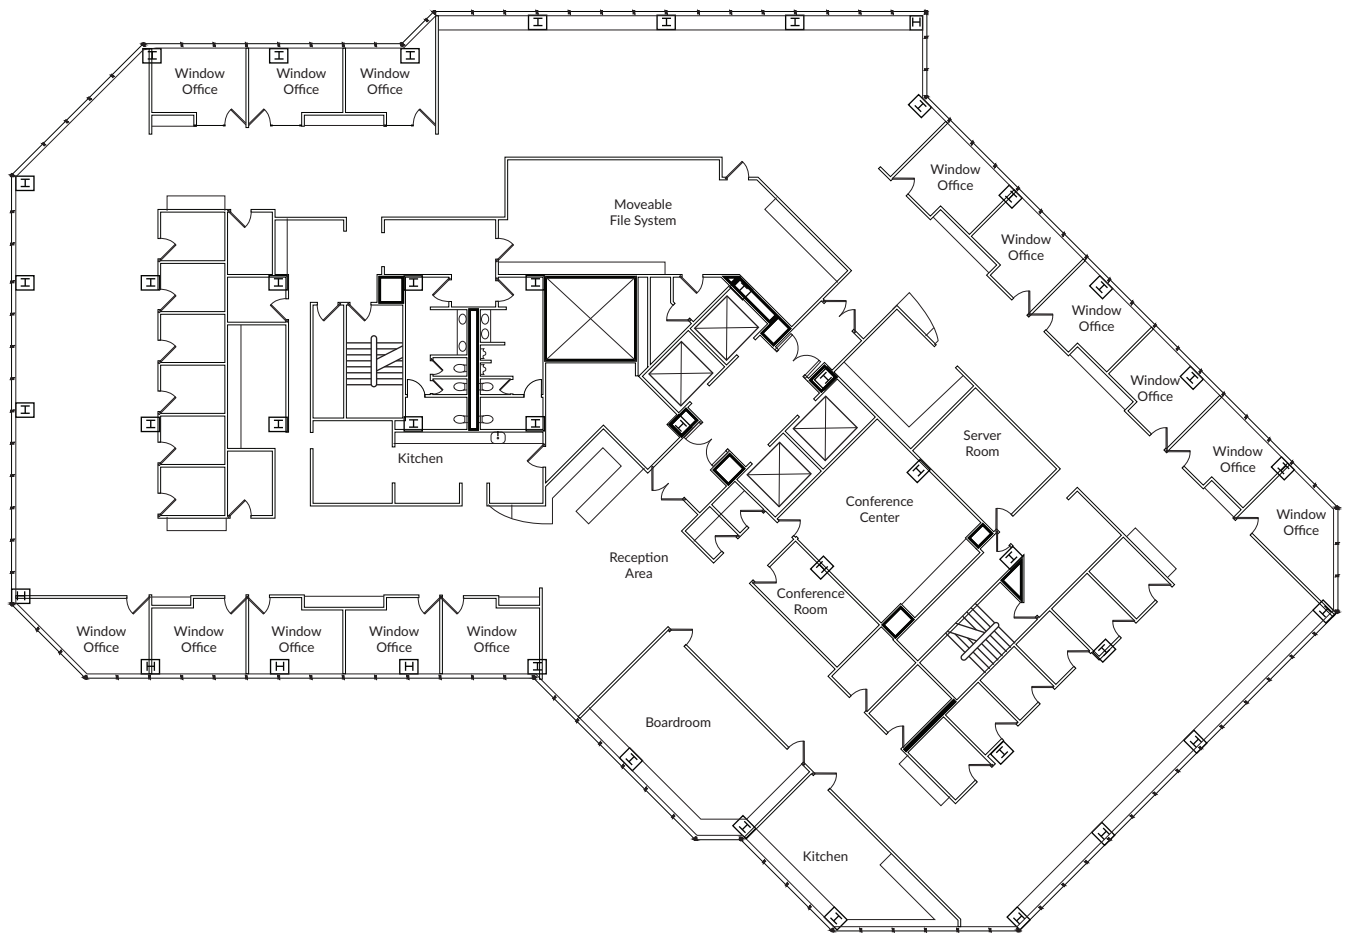 Window
Office
Window
Office
Window
Office
Window
Office
Moveable
File System
Window
Office
Window
Office
Window
Office
Server
Room
Window
Office
Kitchen
Conference
Center
Window
Office
Reception
Area
Conference
Room
Window
Office
Window
Office
Window
Office
Window
Office
Window
Office
Boardroom
Kitchen